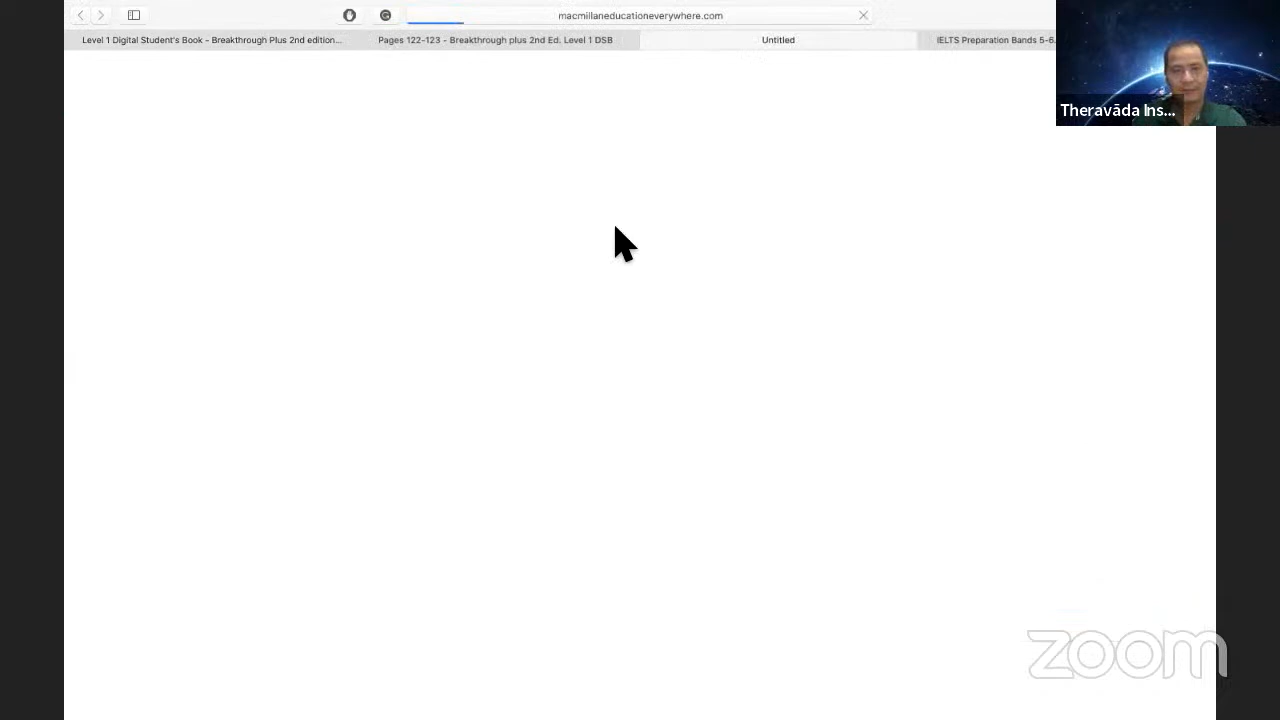 macmillaneducationeverywhere.com
Level 1 Digital Student's Book - Breakthrough Plus 2nd edition...
Pages 122-123 - Breakthrough plus 2nd Ed. Level 1 DSB
Untitled
IELTS Preparation Bands 5-6.
Theravāda Ins...
zoom